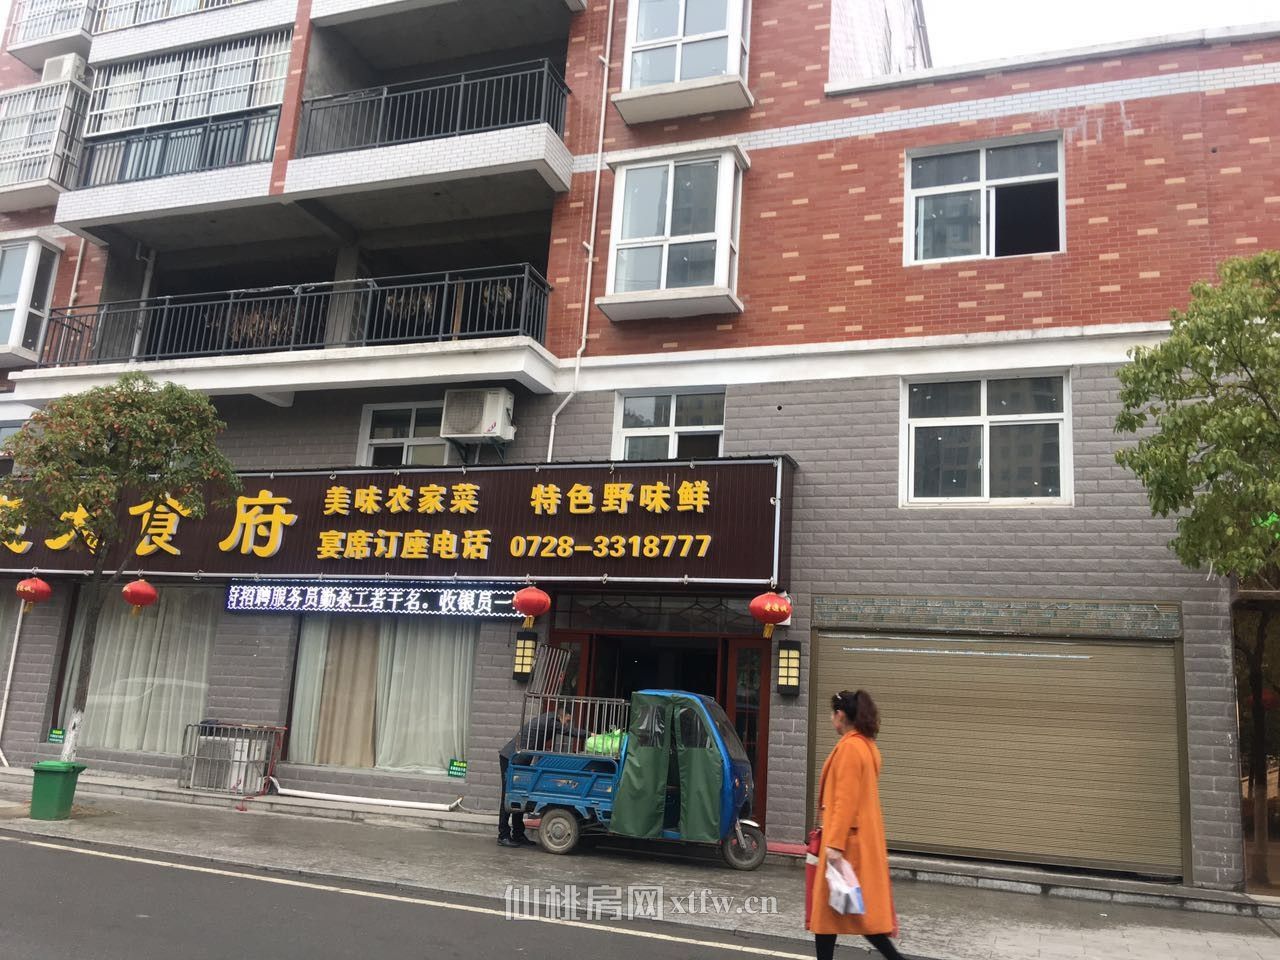 大食府
美味农家菜 特色野味鲜
宴席订座电话 0728-3318777
招聘服务员勤杂工若干名。收银员一
仙桃房网xtfw.cn